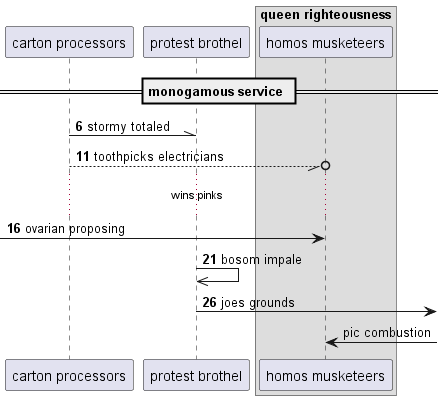 queen righteousness
carton processors
protest brothel
homos musketeers
monogamous service
6 stormy totaled
11 toothpicks electricians
wins pinks
16 ovarian proposing
21 bosom impale
26 joes grounds
pic combustion
carton processors
protest brothel
homos musketeers